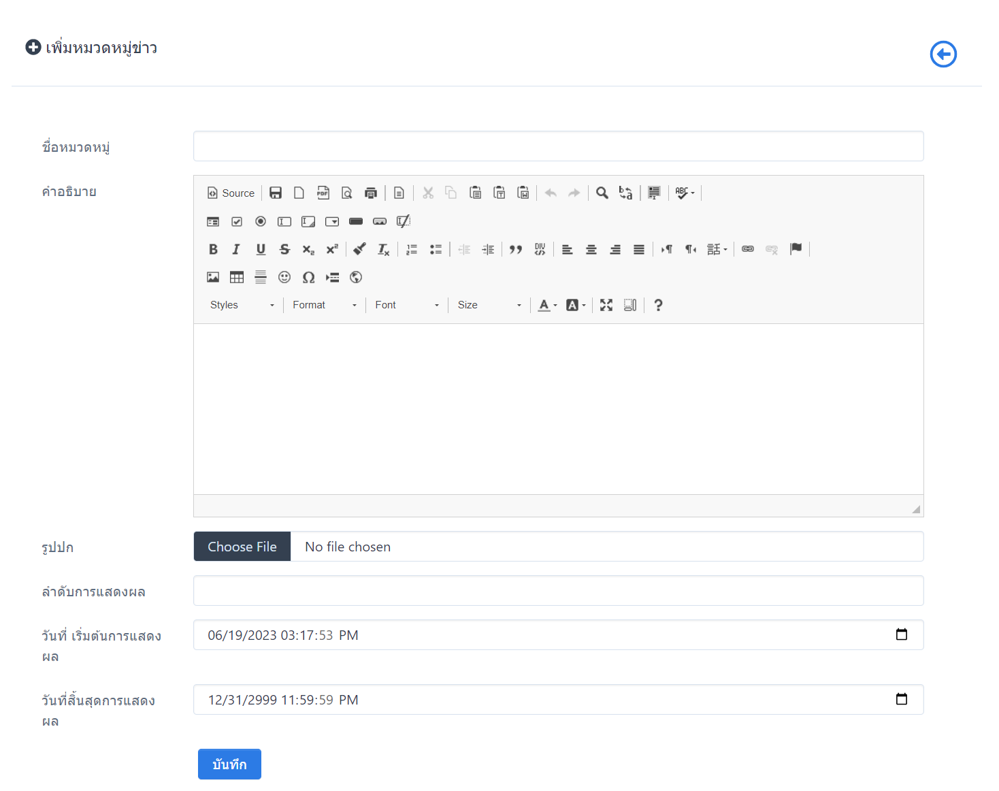 เพิ่มหมวดหมู่ข่าว
ชื่อหมวดหมู่
คำอธิบาย
Source
Styles
Format
Font
Size
รูปปก
Choose File
No file chosen
ลำดับการแสดงผล
วันที่ เริ่มต้นการแสดง
ผล
06/19/2023 03:17:53 PM
วันที่สิ้นสุดการแสดง
ผล
12/31/2999 11:59:59 PM
บันทึก